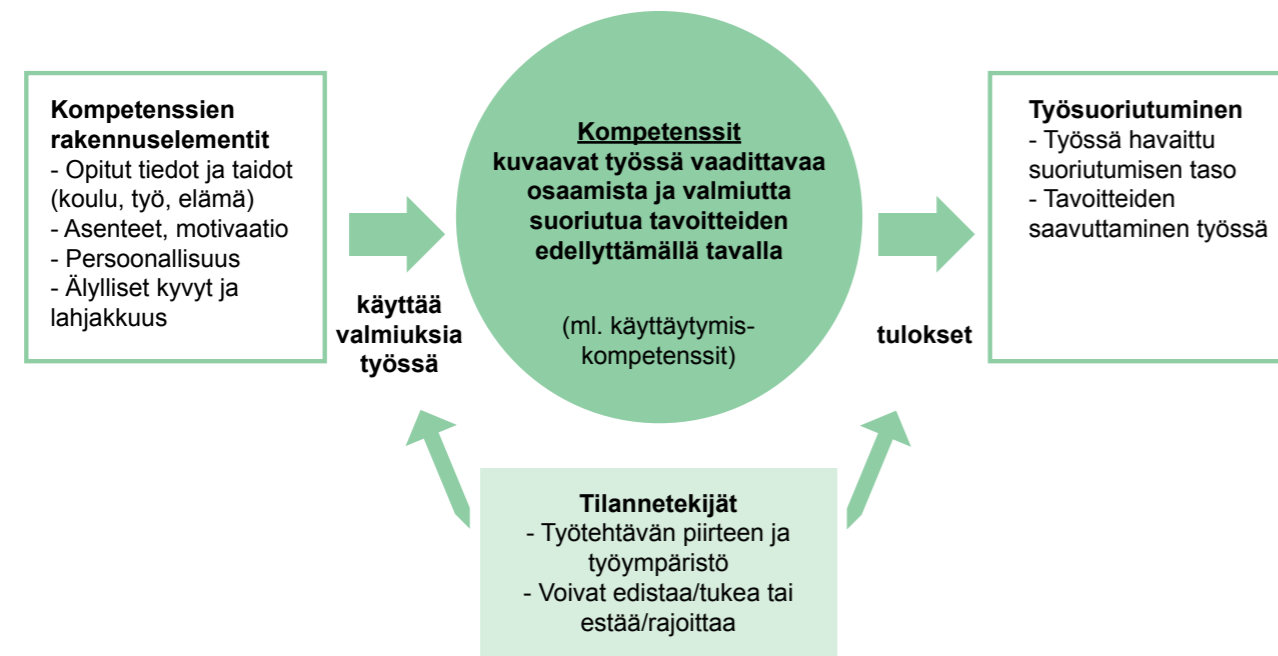 Kompetenssien
rakennuselementit
- Opitut tiedot ja taidot
(koulu, työ, elämä)
- Asenteet, motivaatio
- Persoonallisuus
- Älylliset kyvyt ja
lahjakkuus
käyttää
valmiuksia
työssä
Kompetenssit
kuvaavat työssä vaadittavaa
osaamista ja valmiutta
suoriutua tavoitteiden
edellyttämällä tavalla
(ml. käyttäytymis-
kompetenssit)
tulokset
Työsuoriutuminen
- Työssä havaittu
suoriutumisen taso
- Tavoitteiden
saavuttaminen työssä
Tilannetekijät
- Työtehtävän piirteen ja
työympäristö
- Voivat edistaa/tukea tai
estää/rajoittaa